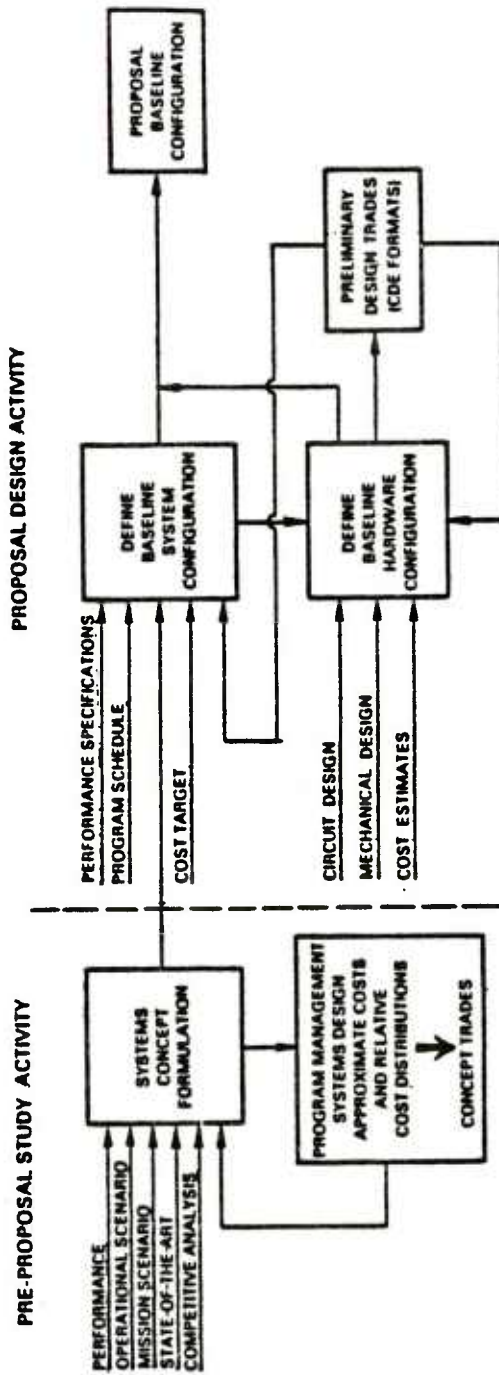 PRE-PROPOSAL STUDY ACTIVITY
PERFORMANCE
OPERATIONAL SCENARIO
MISSION SCENARIO
STATE-OF-THE-ART
COMPETITIVE ANALYSIS
SYSTEMS
CONCEPT
FORMULATION
PROGRAM MANAGEMENT
SYSTEMS DESIGN
APPROXIMATE COSTS
AND RELATIVE
COST DISTRIBUTIONS
CONCEPT TRADES
PROPOSAL DESIGN ACTIVITY
PERFORMANCE SPECIFICATIONS
PROGRAM SCHEDULE
COST TARGET
DEFINE
BASELINE
SYSTEM
CONFIGURATION
CIRCUIT DESIGN
MECHANICAL DESIGN
COST ESTIMATES
DEFINE
BASELINE
HARDWARE
CONFIGURATION
PRELIMINARY
DESIGN TRADES
(CDE FORMATS)
PROPOSAL
BASELINE
CONFIGURATION